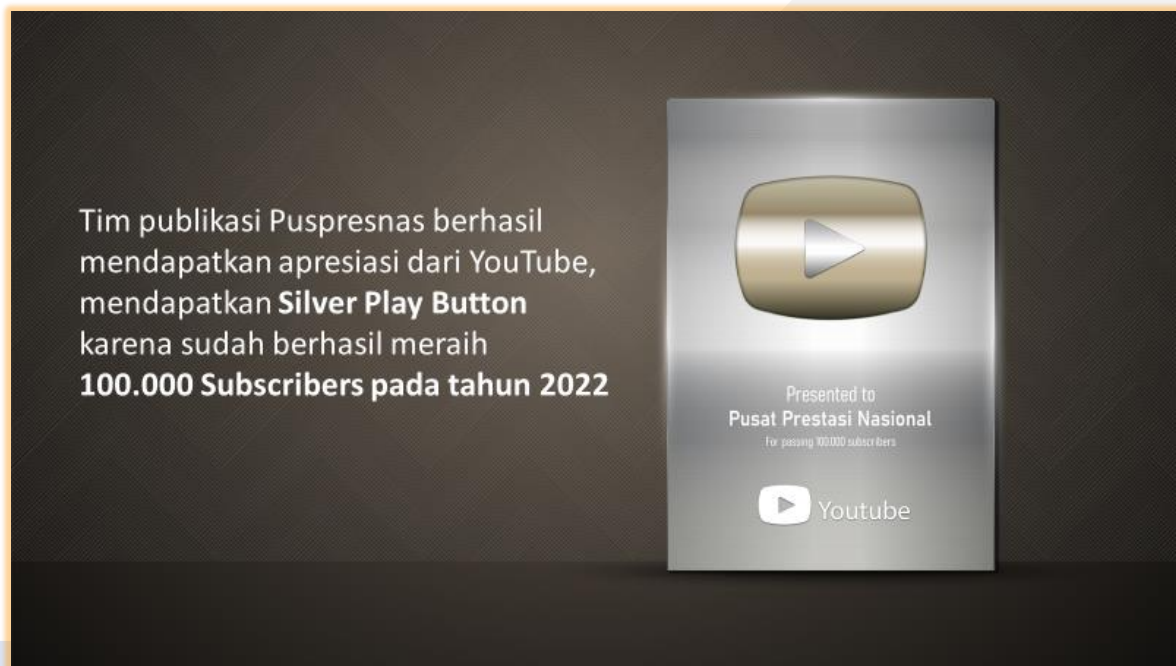 Tim publikasi Puspresnas berhasil
mendapatkan apresiasi dari YouTube,
mendapatkan Silver Play Button
karena sudah berhasil meraih
100.000 Subscribers pada tahun 2022
Presented to
Pusat Prestasi Nasional
For passing 100.000 subscribers
Youtube